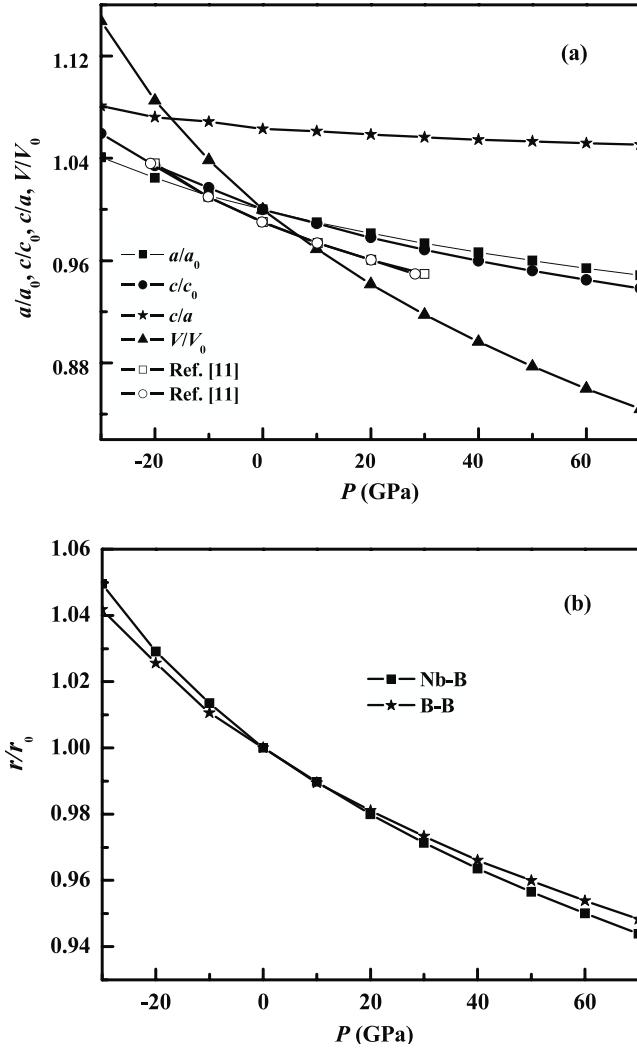 (a)
1.12
1.04
0.96
0.88
a/a₀, c/c₀, c/a, V/V₀
a/a₀
c/c₀
c/a
V/V₀
Ref. [11]
Ref. [11]
-20 0 20 40 60
P (GPa)
(b)
1.06
1.04
1.02
1.00
0.98
0.96
0.94
r/r₀
Nb-B
B-B
-20 0 20 40 60
P (GPa)